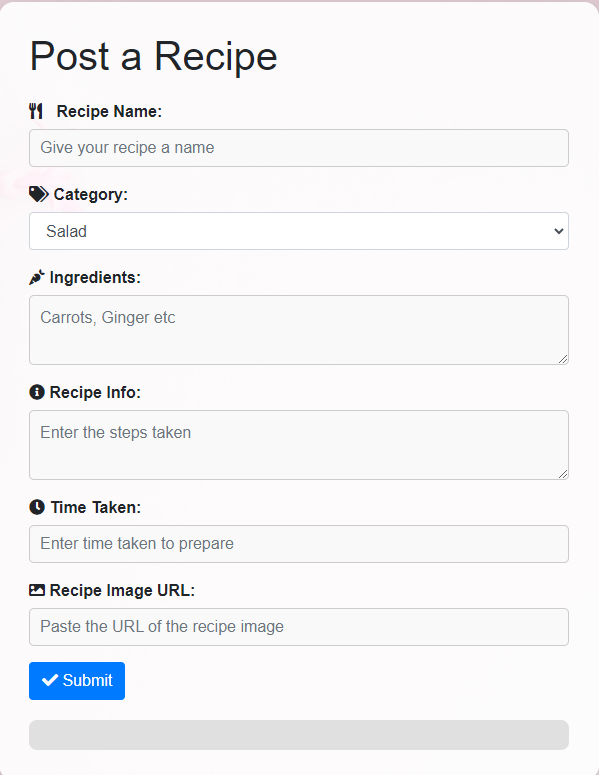 Post a Recipe
Recipe Name:
Give your recipe a name
Category:
Salad
Ingredients:
Carrots, Ginger etc
Recipe Info:
Enter the steps taken
Time Taken:
Enter time taken to prepare
Recipe Image URL:
Paste the URL of the recipe image
Submit